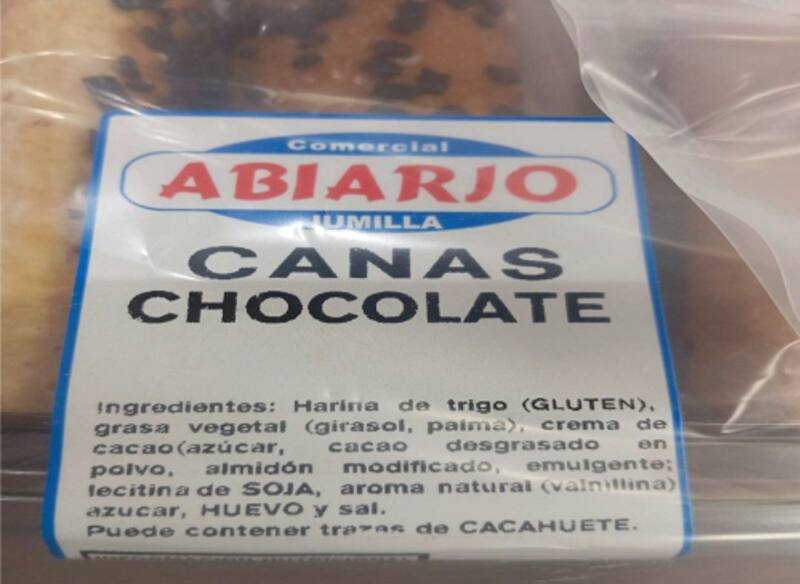 Comercial
ABIARJO
JUMILLA
CANAS
CHOCOLATE
Ingredientes: Harina de trigo (GLUTEN),
grasa vegetal (girasol, palma), crema de
cacao(azúcar, cacao desgrasado en
polvo, almidón modificado, emulgente;
lecitina de SOJA, aroma natural (vainillina)
azucar, HUEVO y sal.
Puede contener trazas de CACAHUETE.